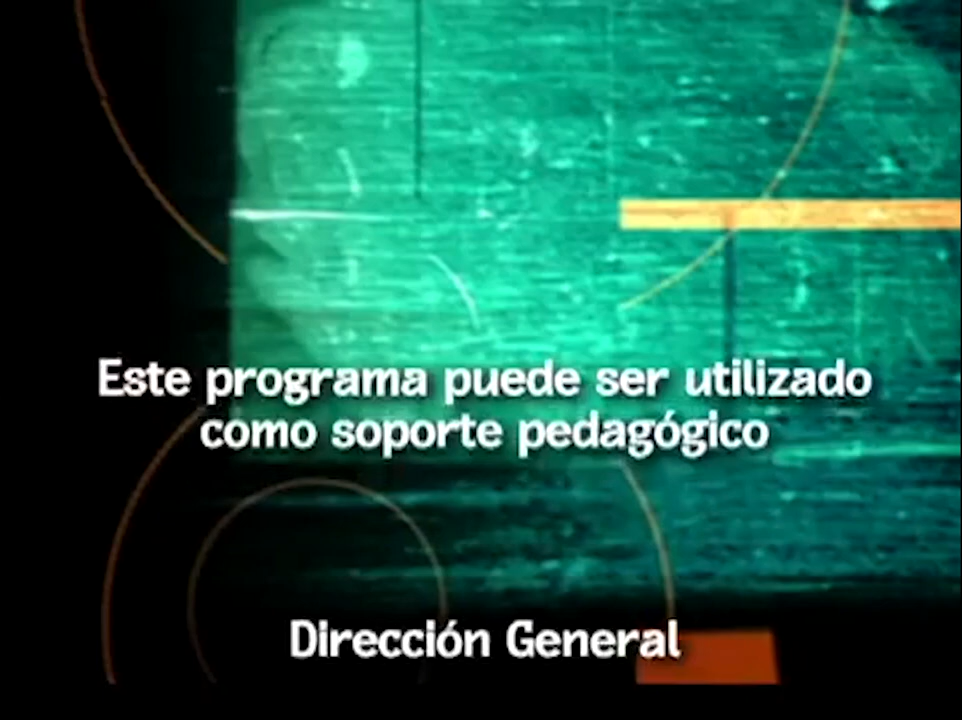 Este programa puede ser utilizado
como soporte pedagógico
Dirección General